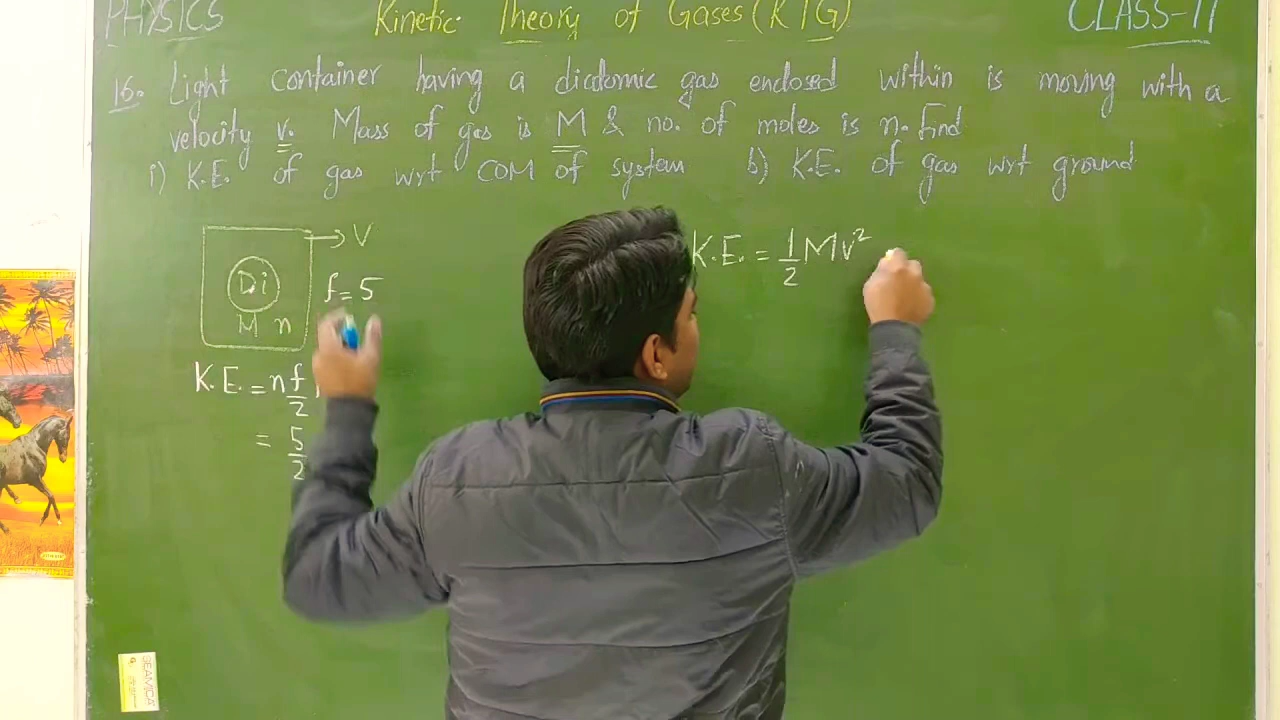 PHYSICS
Kinetic Theory of Gases (KTG)
CLASS-11
16. Light container having a diatomic gas enclosed within is moving with a
velocity v. Mass of gas is M & no. of moles is n. Find
i) K.E. of gas wrt COM of system b) K.E. of gas wrt ground
→ V
Di
f = 5
M n
K.E. = n f/2
= 5/2
K.E. = 1/2 Mv²